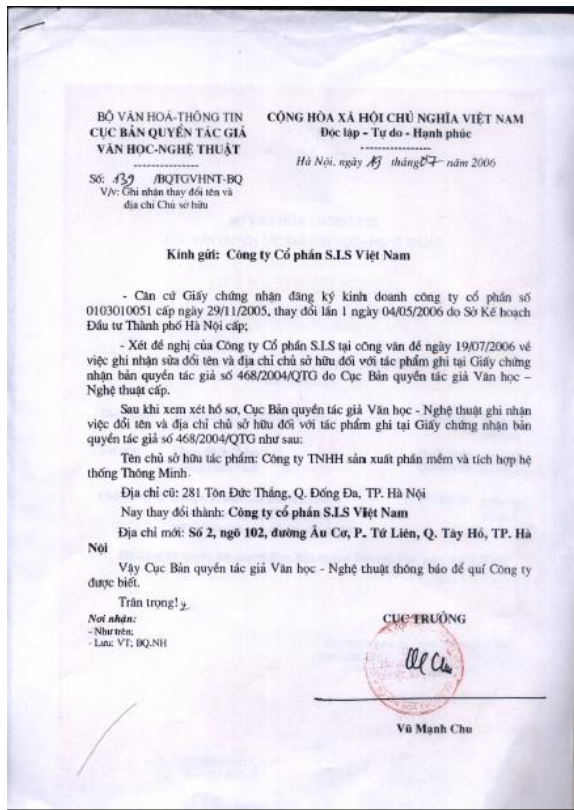 BỘ VĂN HOÁ-THÔNG TIN
CỤC BẢN QUYỀN TÁC GIẢ
VĂN HỌC-NGHỆ THUẬT
CỘNG HÒA XÃ HỘI CHỦ NGHĨA VIỆT NAM
Độc lập - Tự do - Hạnh phúc
Hà Nội, ngày 19 tháng 07 năm 2006
Số: 139 /BQTGVHNT-BQ
V/v: Ghi nhận thay đổi tên và
địa chỉ Chủ sở hữu
Kính gửi: Công ty Cổ phần S.I.S Việt Nam
- Căn cứ Giấy chứng nhận đăng ký kinh doanh công ty cổ phần số
0103010051 cấp ngày 29/11/2005, thay đổi lần 1 ngày 04/05/2006 do Sở Kế hoạch
Đầu tư Thành phố Hà Nội cấp;
- Xét đề nghị của Công ty Cổ phần S.I.S tại công văn đề ngày 19/07/2006 về
việc ghi nhận sửa đổi tên và địa chỉ chủ sở hữu đối với tác phẩm ghi tại Giấy chứng
nhận bản quyền tác giả số 468/2004/QTG do Cục Bản quyền tác giả Văn học –
Nghệ thuật cấp.
Sau khi xem xét hồ sơ, Cục Bản quyền tác giả Văn học - Nghệ thuật ghi nhận
việc đổi tên và địa chỉ chủ sở hữu đối với tác phẩm ghi tại Giấy chứng nhận bản
quyền tác giả số 468/2004/QTG như sau:
Tên chủ sở hữu tác phẩm: Công ty TNHH sản xuất phần mềm và tích hợp hệ
thống Thông Minh.
Địa chỉ cũ: 281 Tôn Đức Thắng, Q. Đống Đa, TP. Hà Nội
Nay thay đổi thành: Công ty cổ phần S.I.S Việt Nam
Địa chỉ mới: Số 2, ngõ 102, đường Âu Cơ, P. Tứ Liên, Q. Tây Hồ, TP. Hà
Nội
Vậy Cục Bản quyền tác giả Văn học - Nghệ thuật thông báo để quí Công ty
được biết.
Trân trọng!
Nơi nhận:
- Như trên;
- Lưu: VT; BQ.NH
CỤC TRƯỞNG
Vũ Mạnh Chu